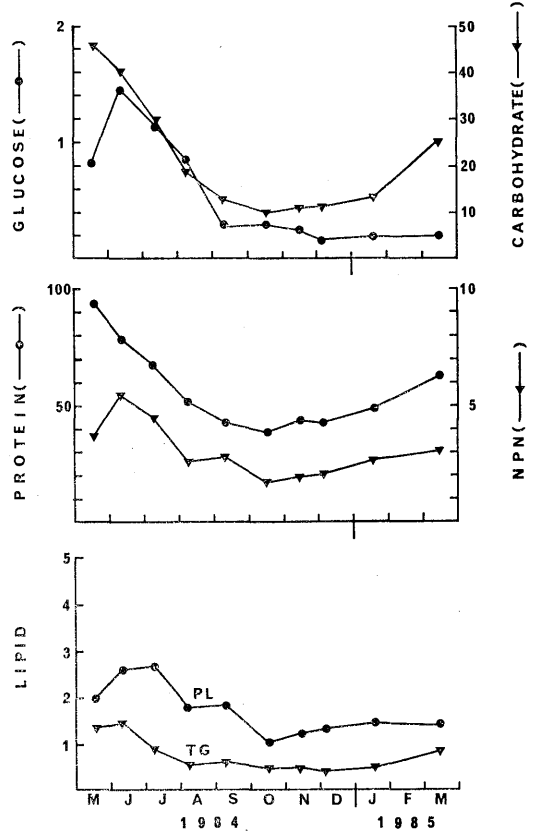 GLUCOSE( )
2
1
50
40
30
20
10
CARBOHYDRATE( )
PROTEIN( )
100
50
10
5
NPN( )
LIPID
5
4
3
2
1
PL
TG
M J J A S O N D J F M
1984 1985